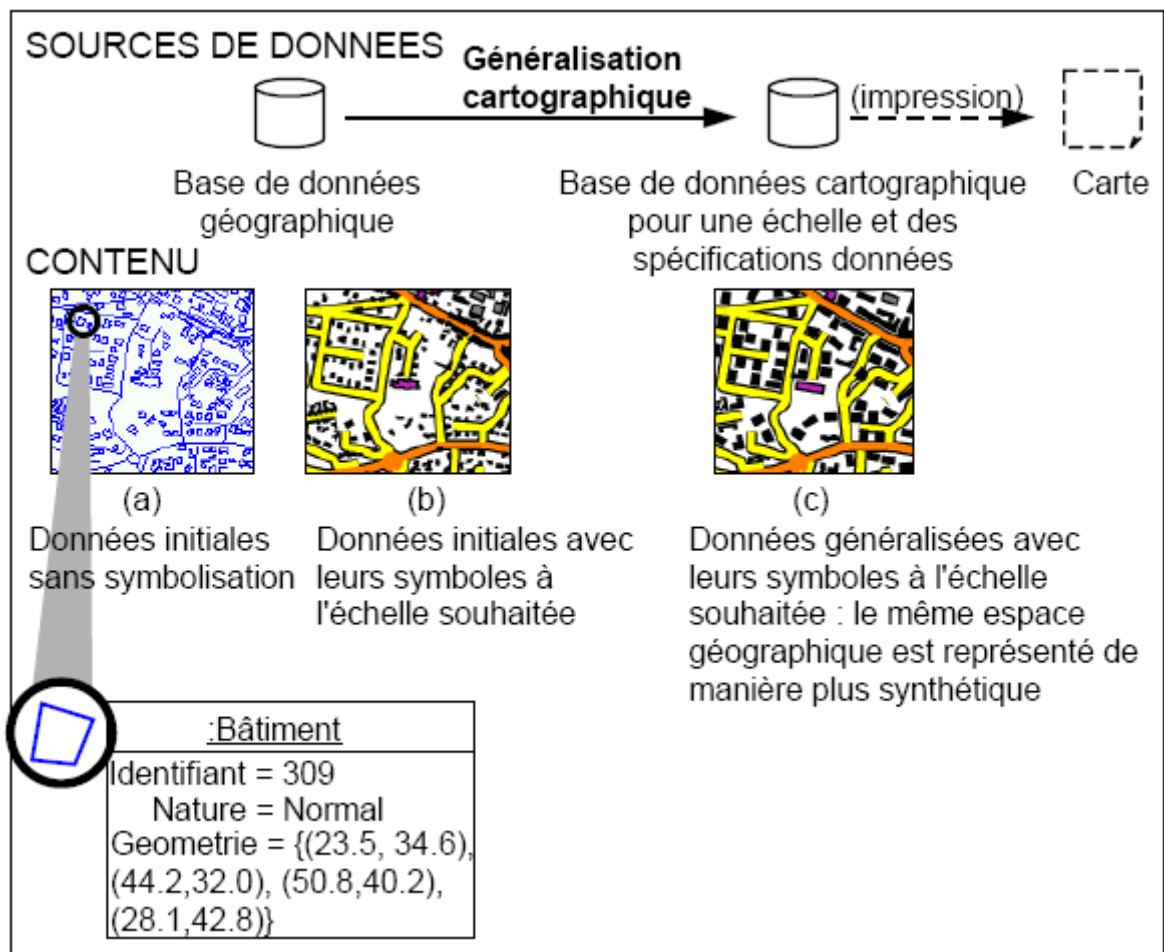 SOURCES DE DONNEES
Généralisation
cartographique
(impression)
Base de données
géographique
Base de données cartographique
pour une échelle et des
spécifications données
Carte
CONTENU
(a)
Données initiales
sans symbolisation
(b)
Données initiales avec
leurs symboles à
l'échelle souhaitée
(c)
Données généralisées avec
leurs symboles à l'échelle
souhaitée : le même espace
géographique est représenté de
manière plus synthétique
:Bâtiment
Identifiant = 309
Nature = Normal
Geometrie = {(23.5, 34.6),
(44.2,32.0), (50.8,40.2),
(28.1,42.8)}